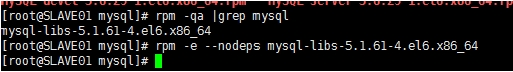 [root@SLAVE01 mysql]# rpm -qa |grep mysql
mysql-libs-5.1.61-4.el6.x86_64
[root@SLAVE01 mysql]# rpm -e --nodeps mysql-libs-5.1.61-4.el6.x86_64
[root@SLAVE01 mysql]#